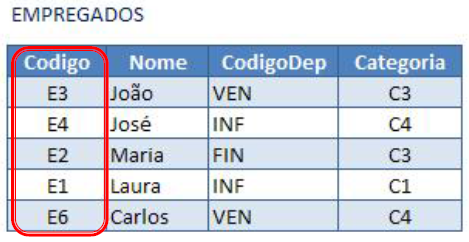 EMPREGADOS
Codigo Nome CodigoDep Categoria
E3 João VEN C3
E4 José INF C4
E2 Maria FIN C3
E1 Laura INF C1
E6 Carlos VEN C4